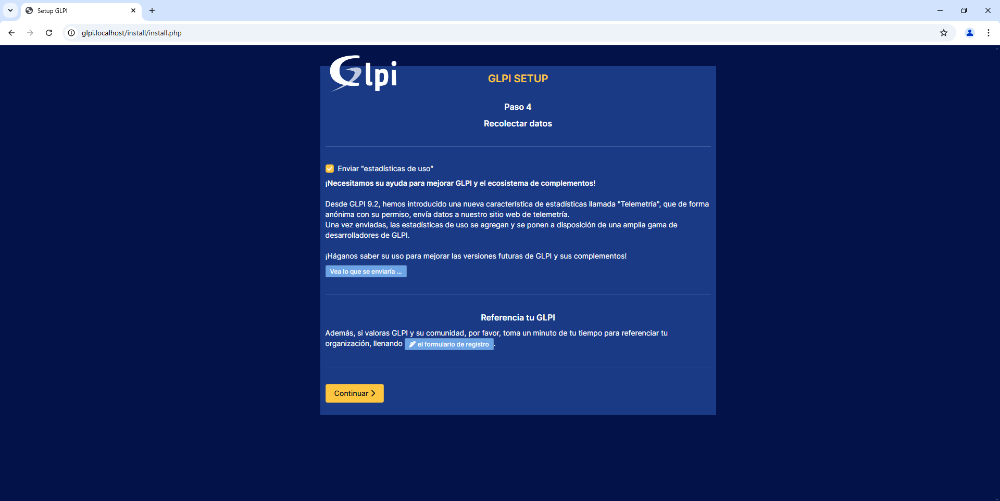 Setup GLPI
glpi.localhost/install/install.php
Glpi
GLPI SETUP
Paso 4
Recolectar datos
Enviar "estadísticas de uso"
¡Necesitamos su ayuda para mejorar GLPI y el ecosistema de complementos!
Desde GLPI 9.2, hemos introducido una nueva característica de estadísticas llamada "Telemetría", que de forma
anónima con su permiso, envía datos a nuestro sitio web de telemetría.
Una vez enviadas, las estadísticas de uso se agregan y se ponen a disposición de una amplia gama de
desarrolladores de GLPI.
¡Háganos saber su uso para mejorar las versiones futuras de GLPI y sus complementos!
Vea lo que se enviaría ...
Referencia tu GLPI
Además, si valoras GLPI y su comunidad, por favor, toma un minuto de tu tiempo para referenciar tu
organización, llenando el formulario de registro.
Continuar